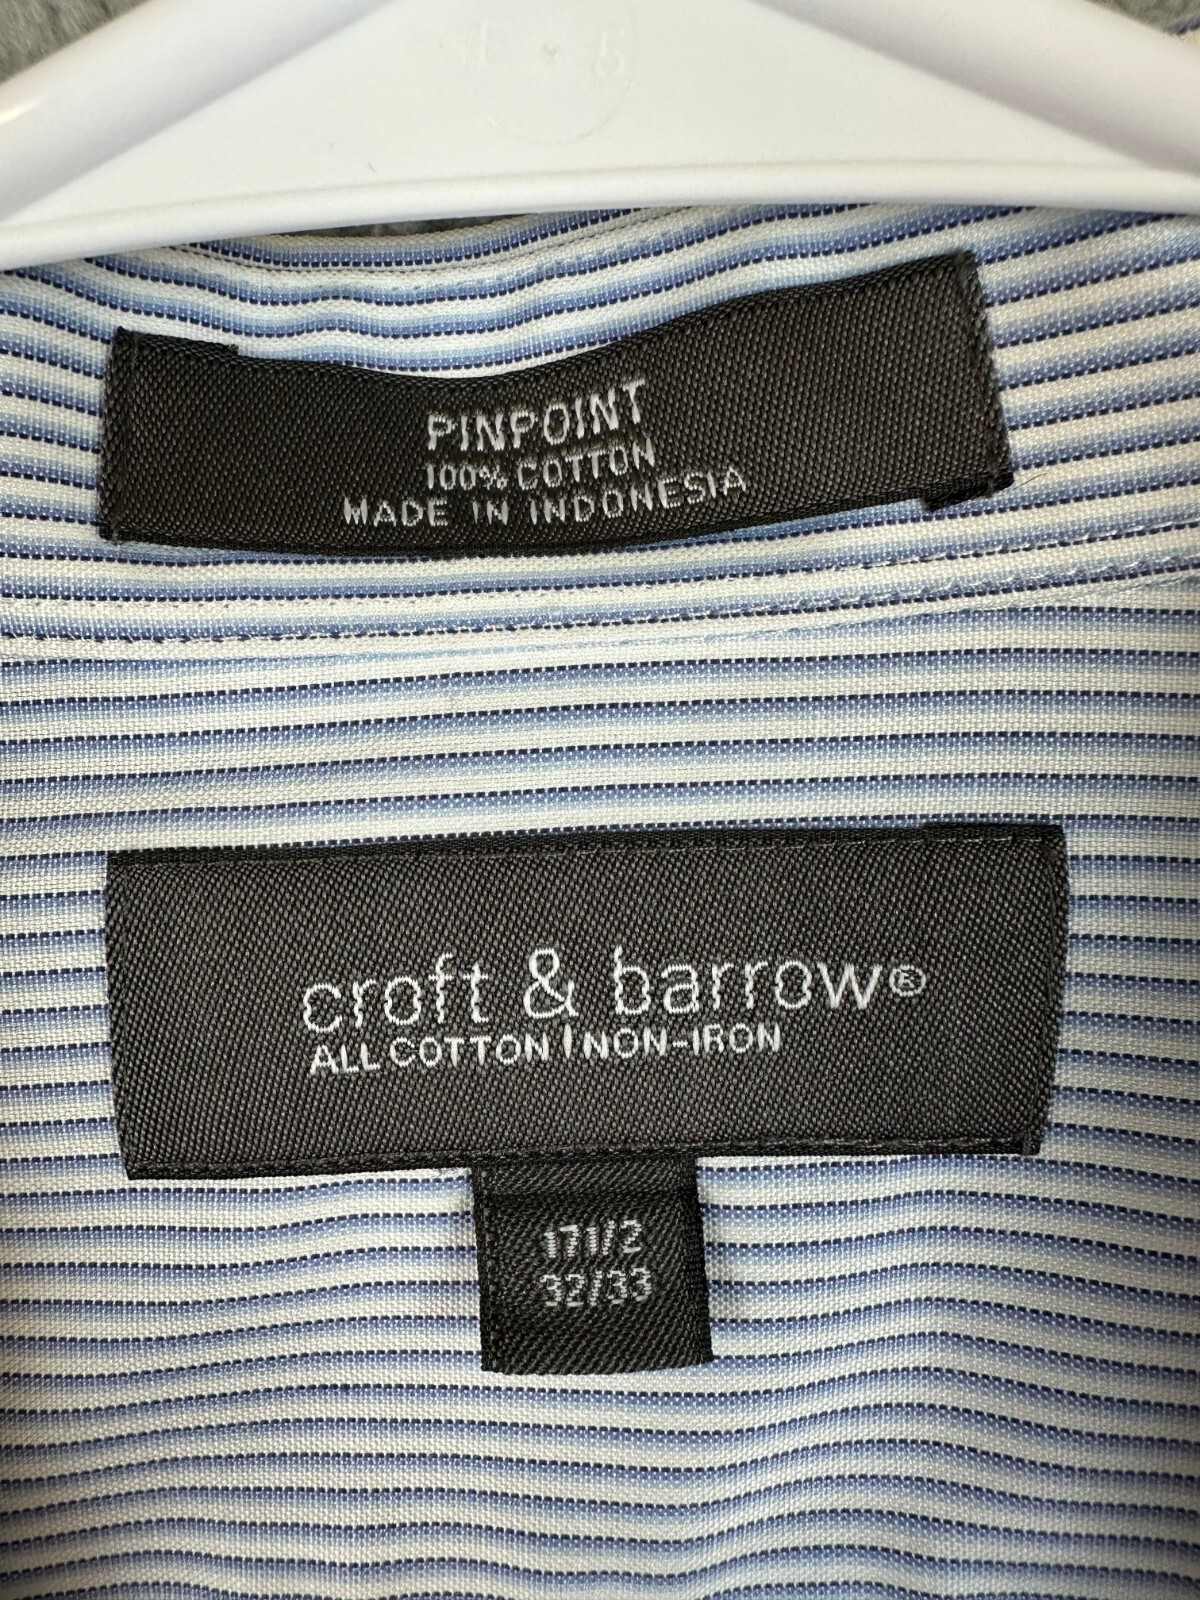 PINPOINT
100% COTTON
MADE IN INDONESIA
croft & barrow®
ALL COTTON | NON-IRON
17 1/2
32/33